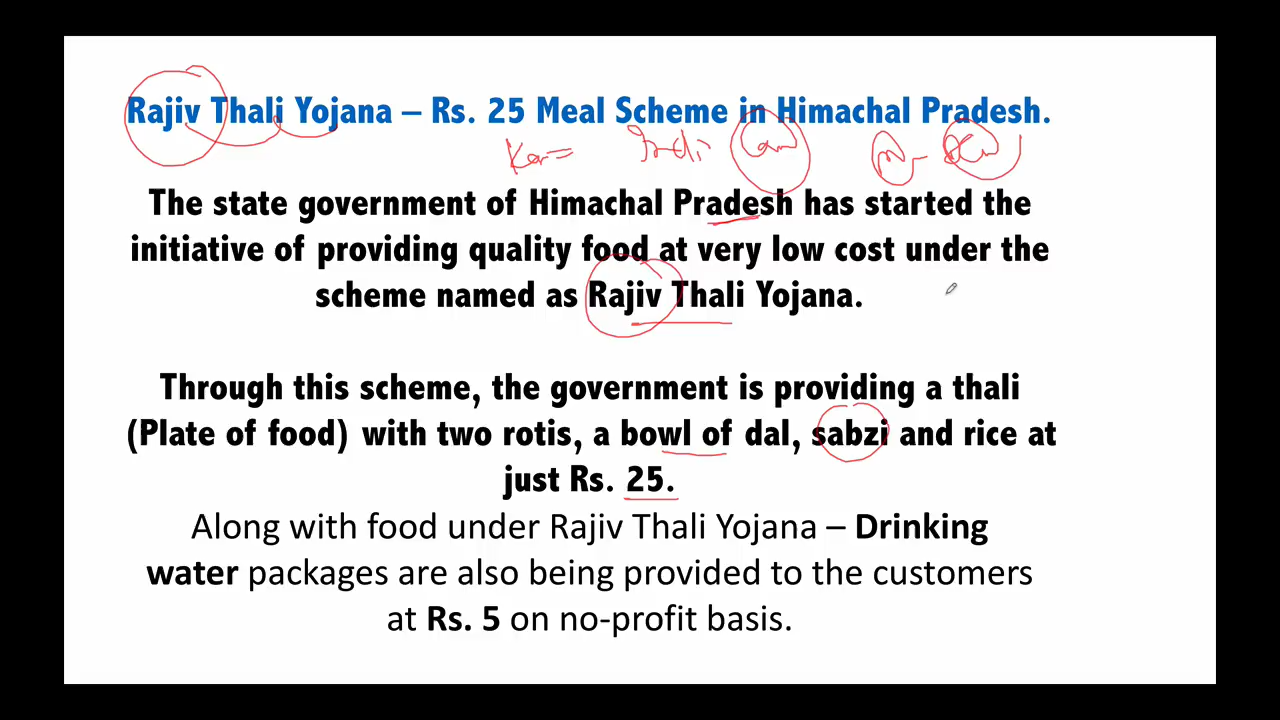 Rajiv Thali Yojana – Rs. 25 Meal Scheme in Himachal Pradesh.
The state government of Himachal Pradesh has started the
initiative of providing quality food at very low cost under the
scheme named as Rajiv Thali Yojana.
Through this scheme, the government is providing a thali
(Plate of food) with two rotis, a bowl of dal, sabzi and rice at
just Rs. 25.
Along with food under Rajiv Thali Yojana – Drinking
water packages are also being provided to the customers
at Rs. 5 on no-profit basis.